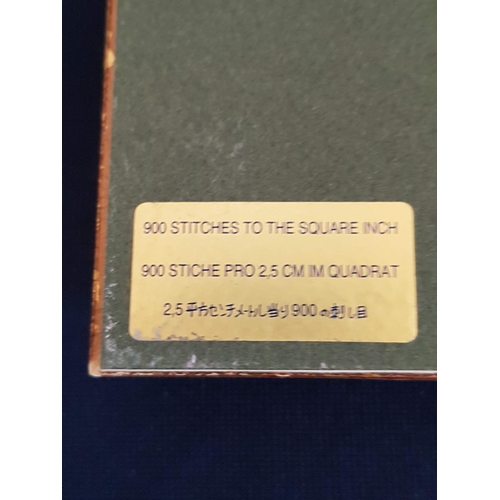 900 STITCHES TO THE SQUARE INCH
900 STICHE PRO 2,5 CM IM QUADRAT
2,5平方センチメートル当り900の刺し目